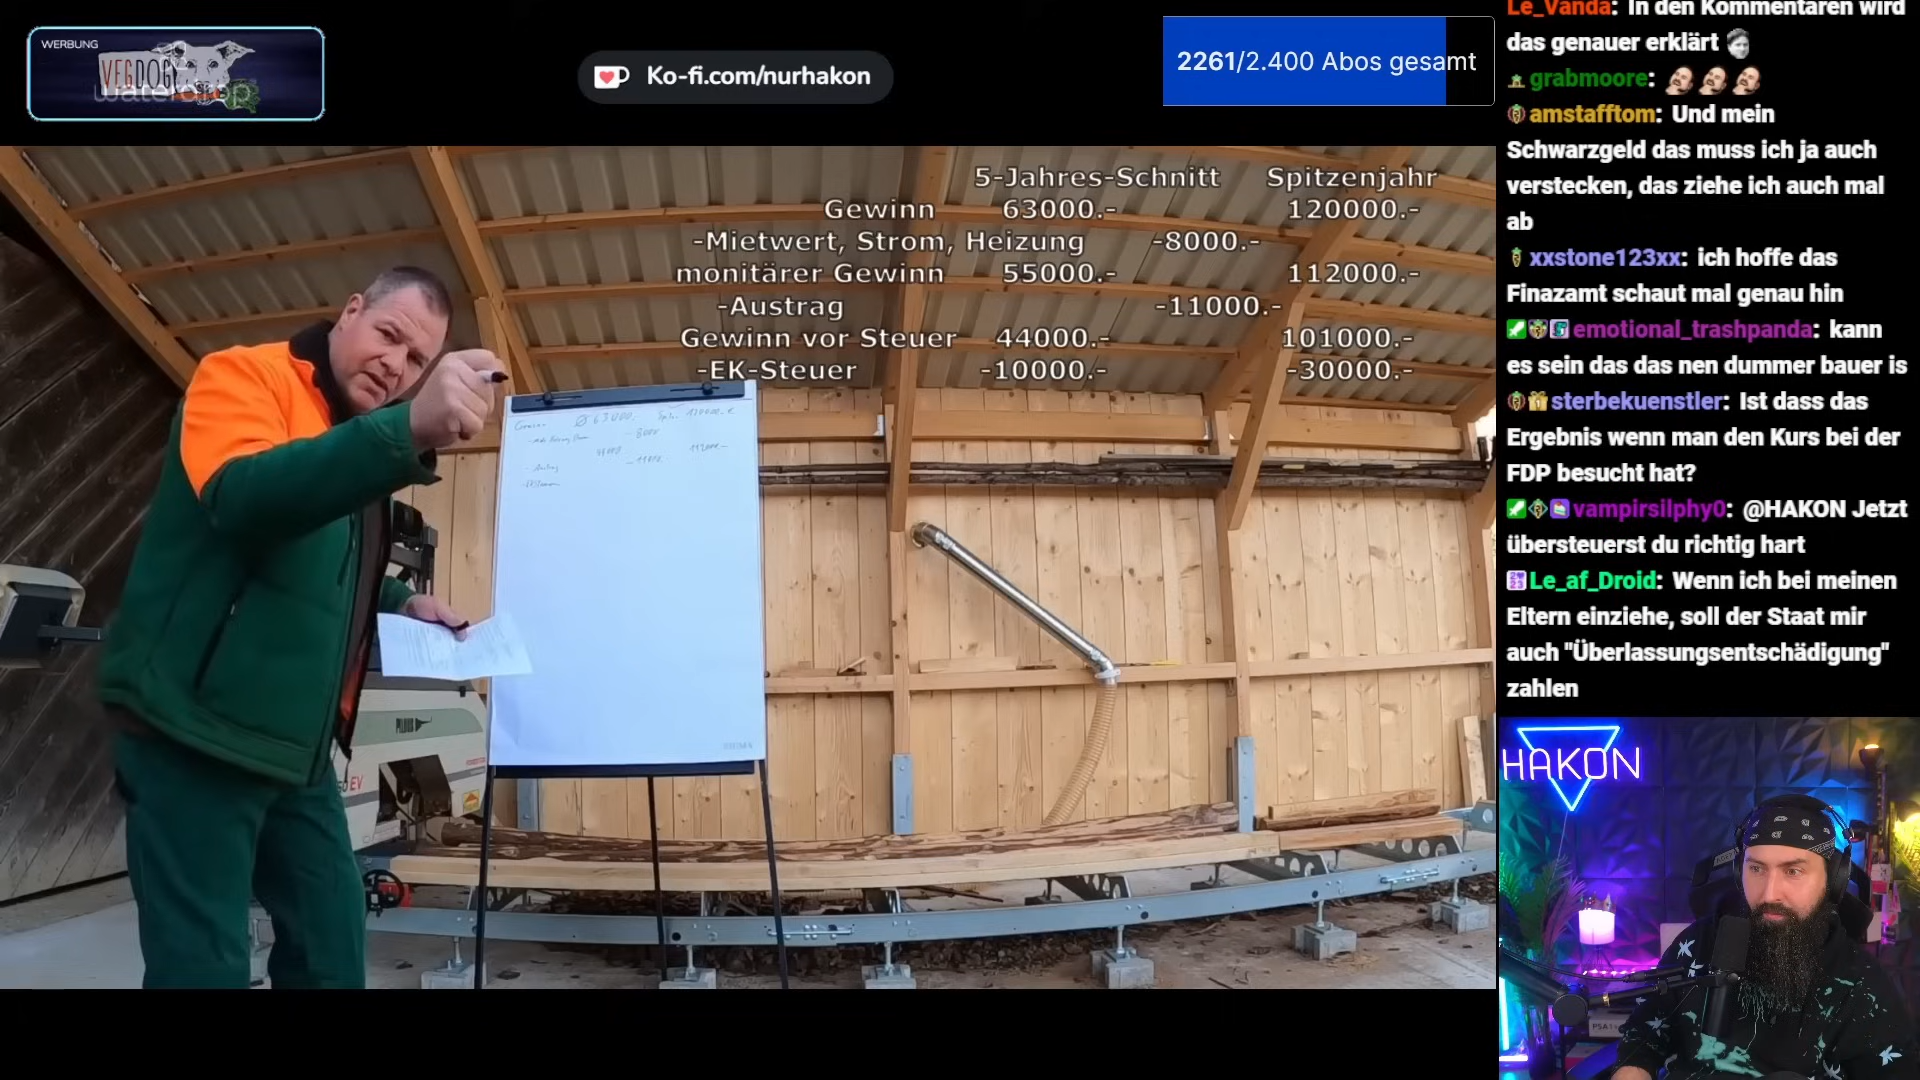 WERBUNG
VEGDOG
waterdrop
Ko-fi.com/nurhakon
2261/2.400 Abos gesamt
5-Jahres-Schnitt Spitzenjahr
Gewinn 63000.- 120000.-
-Mietwert, Strom, Heizung -8000.-
monitärer Gewinn 55000.- 112000.-
-Austrag -11000.-
Gewinn vor Steuer 44000.- 101000.-
-EK-Steuer -10000.- -30000.-
Ø 63000.-
-Austrag
Le_Vanda: In den Kommentaren wird
das genauer erklärt
grabmoore:
amstafftom: Und mein
Schwarzgeld das muss ich ja auch
verstecken, das ziehe ich auch mal
ab
xxstone123xx: ich hoffe das
Finazamt schaut mal genau hin
emotional_trashpanda: kann
es sein das das nen dummer bauer is
sterbekuenstler: Ist dass das
Ergebnis wenn man den Kurs bei der
FDP besucht hat?
vampirsilphy0: @HAKON Jetzt
übersteuerst du richtig hart
Le_af_Droid: Wenn ich bei meinen
Eltern einziehe, soll der Staat mir
auch "Überlassungsentschädigung"
zahlen
HAKON